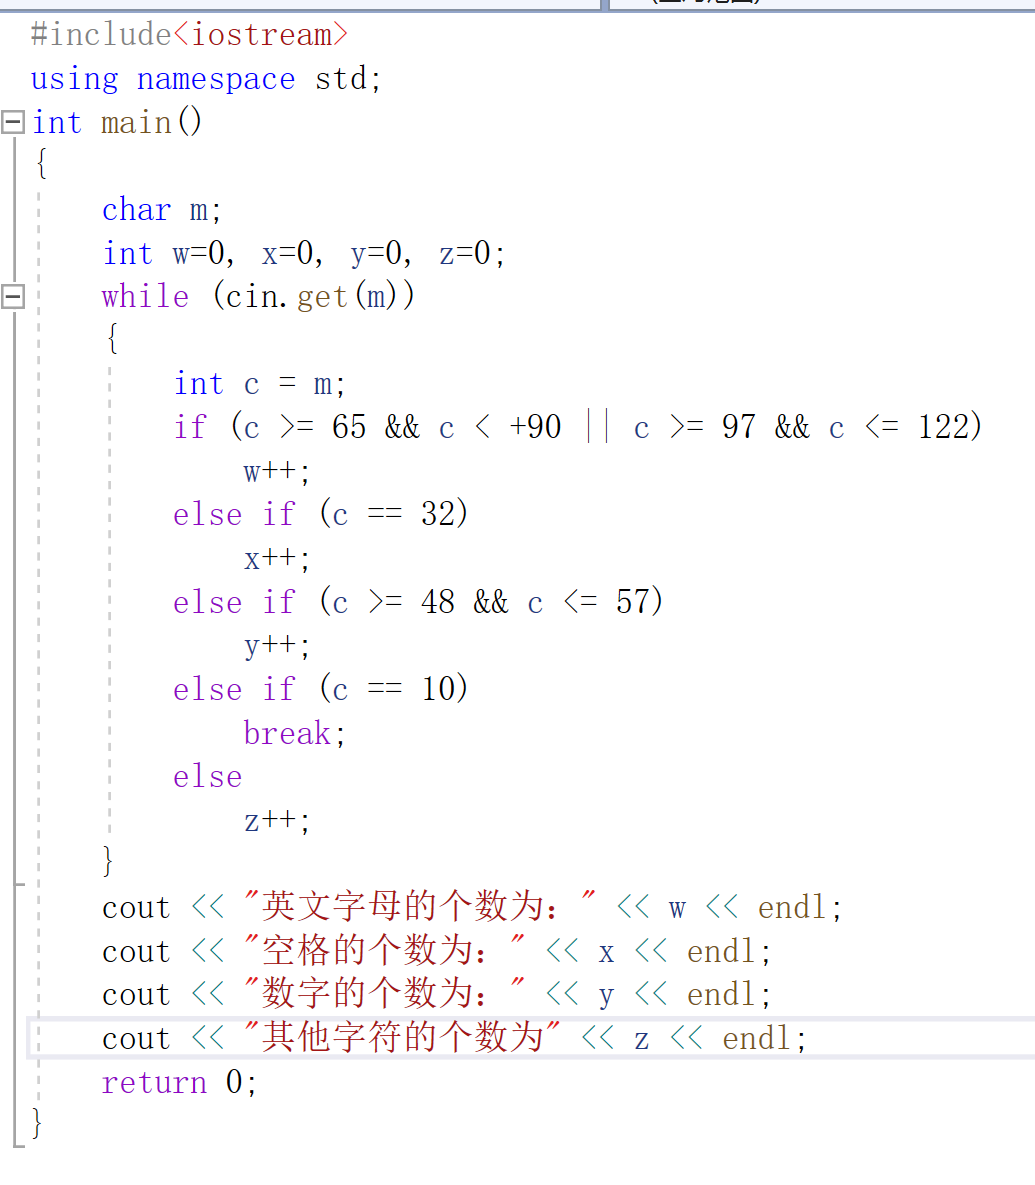 #include<iostream>
using namespace std;
int main()
{
char m;
int w=0, x=0, y=0, z=0;
while (cin.get(m))
{
int c = m;
if (c >= 65 && c < +90 || c >= 97 && c <= 122)
w++;
else if (c == 32)
x++;
else if (c >= 48 && c <= 57)
y++;
else if (c == 10)
break;
else
z++;
}
cout << "英文字母的个数为：" << w << endl;
cout << "空格的个数为：" << x << endl;
cout << "数字的个数为：" << y << endl;
cout << "其他字符的个数为" << z << endl;
return 0;
}